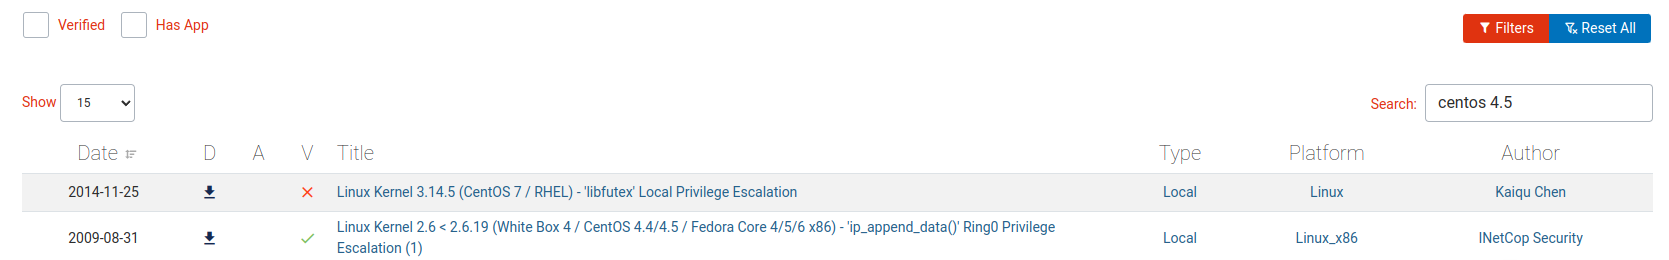 Verified Has App Filters Reset All
Show 15 Search: centos 4.5
Date D A V Title Type Platform Author
2014-11-25 Linux Kernel 3.14.5 (CentOS 7 / RHEL) - 'libfutex' Local Privilege Escalation Local Linux Kaiqu Chen
Linux Kernel 2.6 < 2.6.19 (White Box 4 / CentOS 4.4/4.5 / Fedora Core 4/5/6 x86) - 'ip_append_data()' Ring0 Privilege
2009-08-31 Local Linux_x86 INetCop Security
Escalation (1)